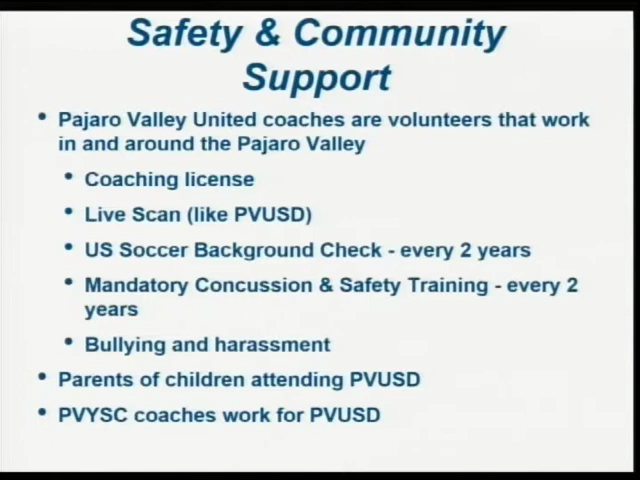 Safety & Community
Support
• Pajaro Valley United coaches are volunteers that work
in and around the Pajaro Valley
• Coaching license
• Live Scan (like PVUSD)
• US Soccer Background Check - every 2 years
• Mandatory Concussion & Safety Training - every 2
years
• Bullying and harassment
• Parents of children attending PVUSD
• PVYSC coaches work for PVUSD